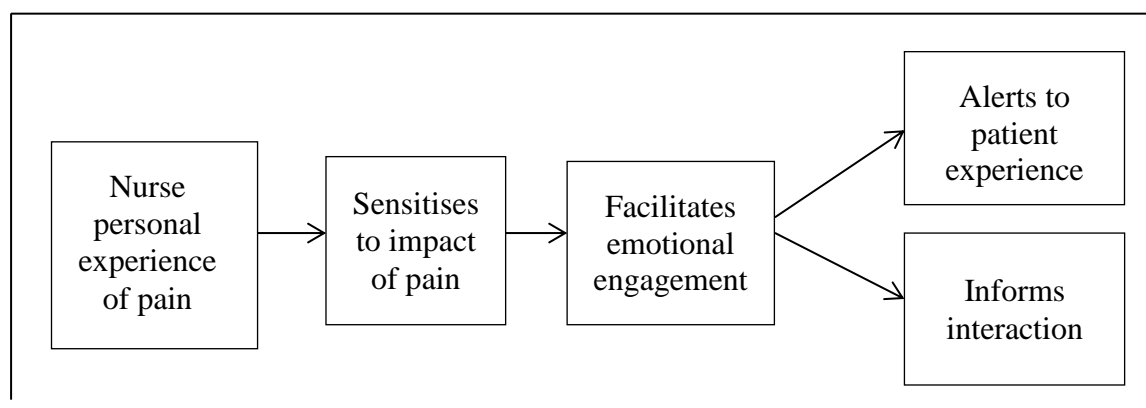 Nurse
personal
experience
of pain
Sensitises
to impact
of pain
Facilitates
emotional
engagement
Alerts to
patient
experience
Informs
interaction